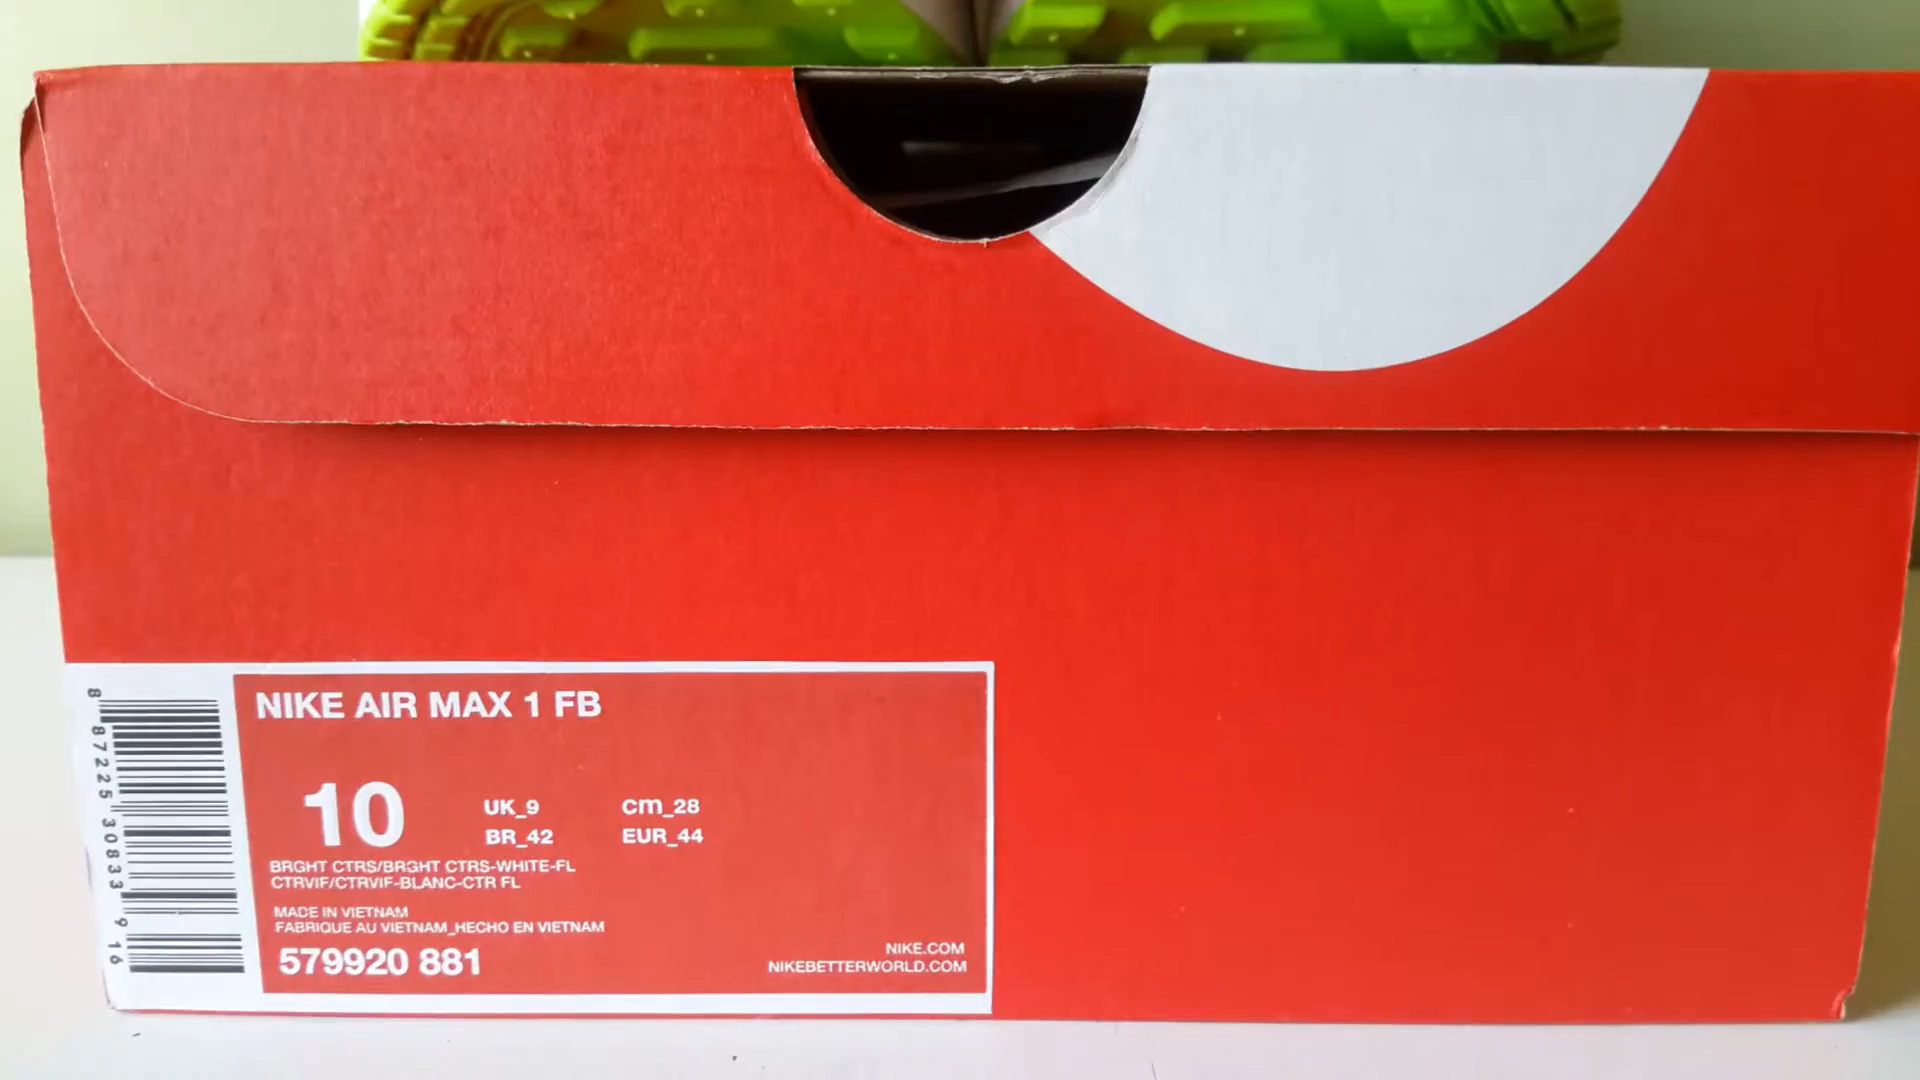 NIKE AIR MAX 1 FB
10
UK_9 cm_28
BR_42 EUR_44
BRGHT CTRS/BRGHT CTRS-WHITE-FL
CTRVIF/CTRVIF-BLANC-CTR FL
MADE IN VIETNAM
FABRIQUE AU VIETNAM_HECHO EN VIETNAM
579920 881
NIKE.COM
NIKEBETTERWORLD.COM
8 87225 30833 9 16